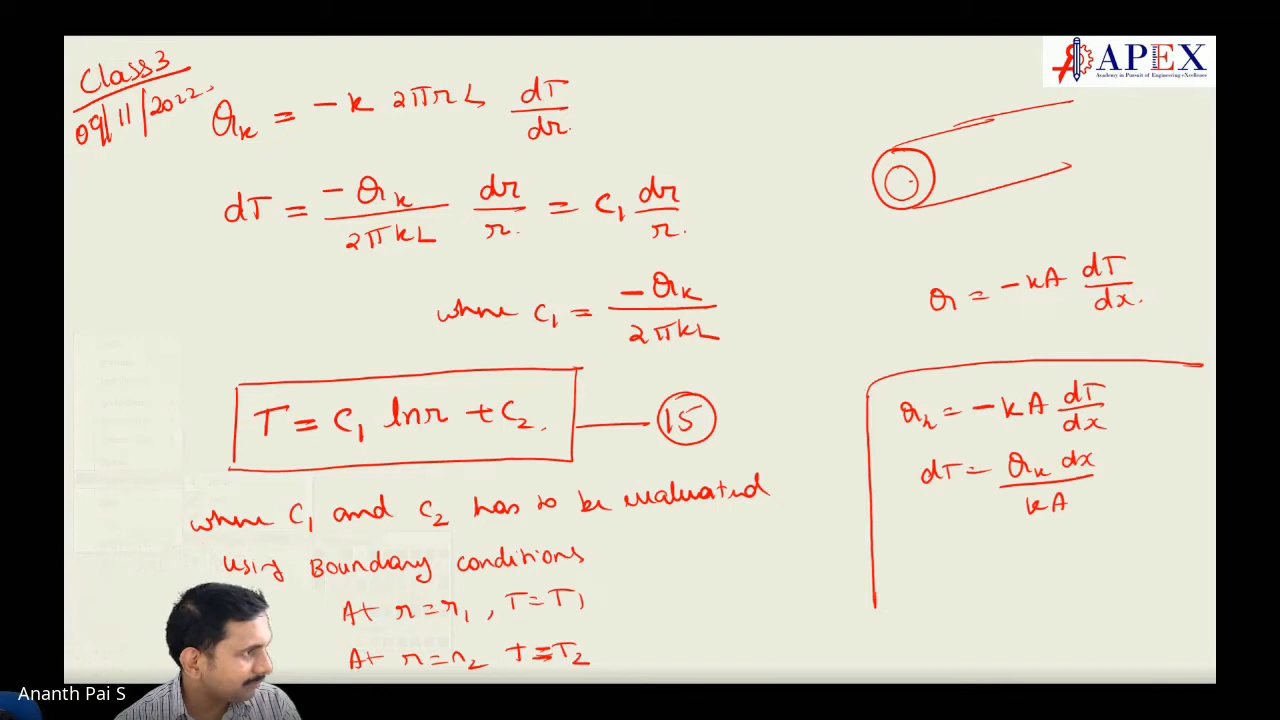 Class 3
09/11/2022
Qk = -k 2πrL dT/dr
dT = -Qk/2πkL dr/r = C1 dr/r
where C1 = -Qk/2πkL
T = C1 lnr + C2. — 15
where C1 and C2 has to be evaluated
using Boundary conditions
At r=r1, T=T1
At r=r2 T=T2
APEX
Academy in Pursuit of Engineering eXcellence
Q = -kA dT/dx.
Qk = -kA dT/dx
dT = Qk dx/kA
Ananth Pai S